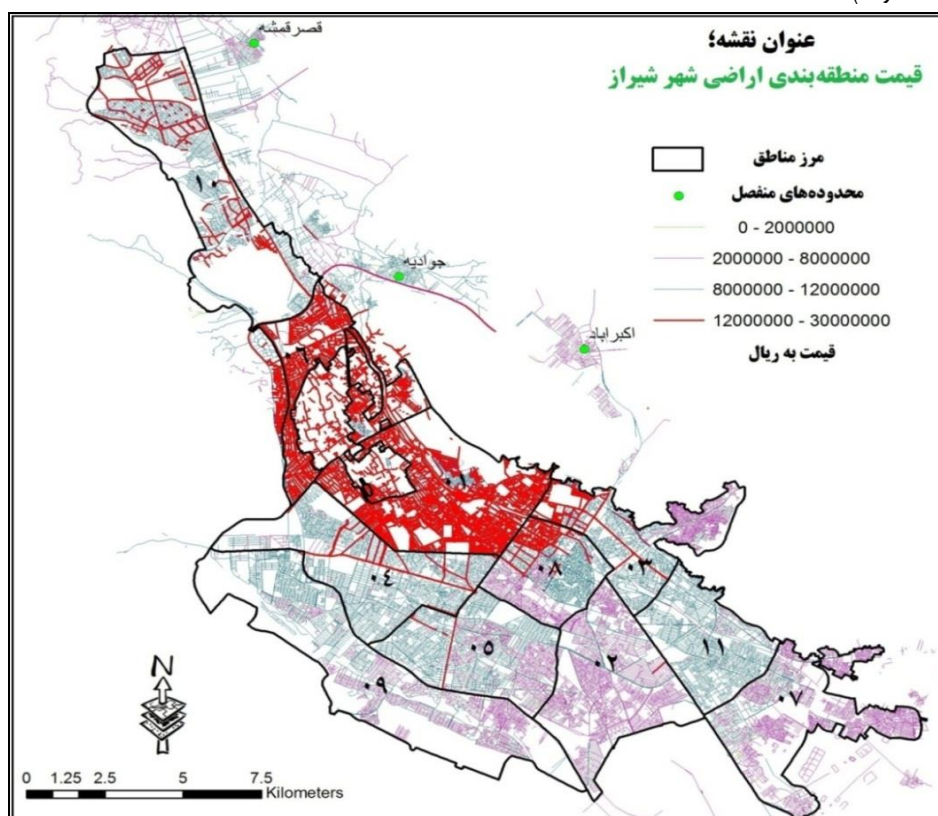 قصر قمشه
عنوان نقشه؛
قیمت منطقه‌بندی اراضی شهر شیراز
مرز مناطق
محدوده‌های منفصل
0 - 2000000
2000000 - 8000000
8000000 - 12000000
12000000 - 30000000
قیمت به ریال
۱۰
جوادیه
اکبراباد
۰۶
۰۱
۰۸
۰۳
۰۴
۰۵
۰۲
۱۱
۰۹
۰۷
N
0 1.25 2.5 5 7.5
Kilometers